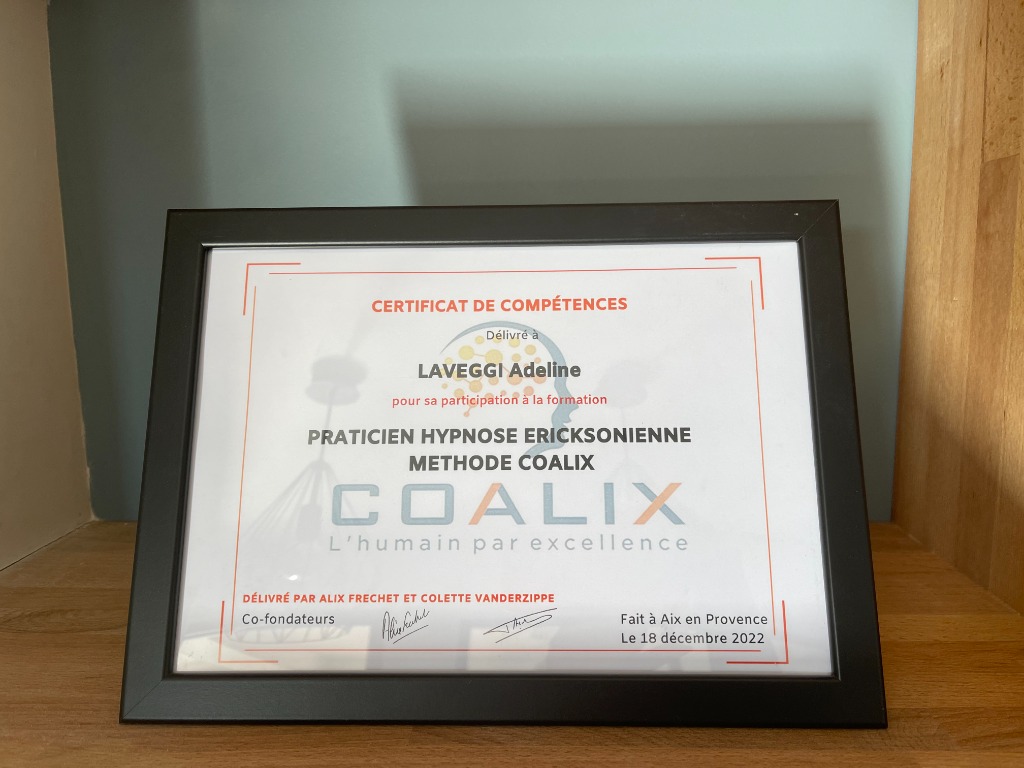 CERTIFICAT DE COMPÉTENCES
Délivré à
LAVEGGI Adeline
pour sa participation à la formation
PRATICIEN HYPNOSE ERICKSONIENNE
METHODE COALIX
COALIX
L'humain par excellence
DÉLIVRÉ PAR ALIX FRECHET ET COLETTE VANDERZIPPE
Co-fondateurs
Fait à Aix en Provence
Le 18 décembre 2022